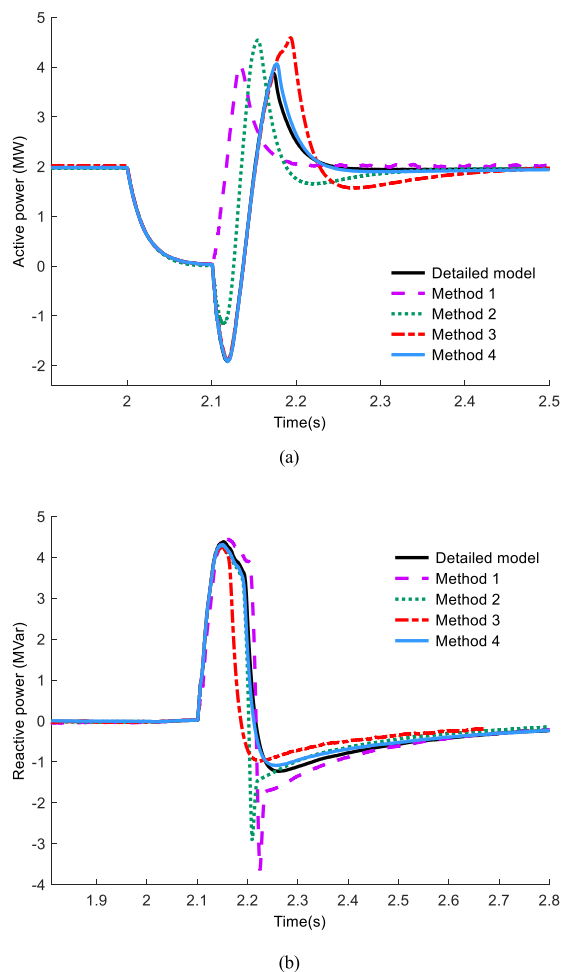 5
4
3
2
1
0
-1
-2
Active power (MW)
Detailed model
Method 1
Method 2
Method 3
Method 4
2 2.1 2.2 2.3 2.4 2.5
Time(s)
(a)
5
4
3
2
1
0
-1
-2
-3
-4
Reactive power (MVar)
Detailed model
Method 1
Method 2
Method 3
Method 4
1.9 2 2.1 2.2 2.3 2.4 2.5 2.6 2.7 2.8
Time(s)
(b)